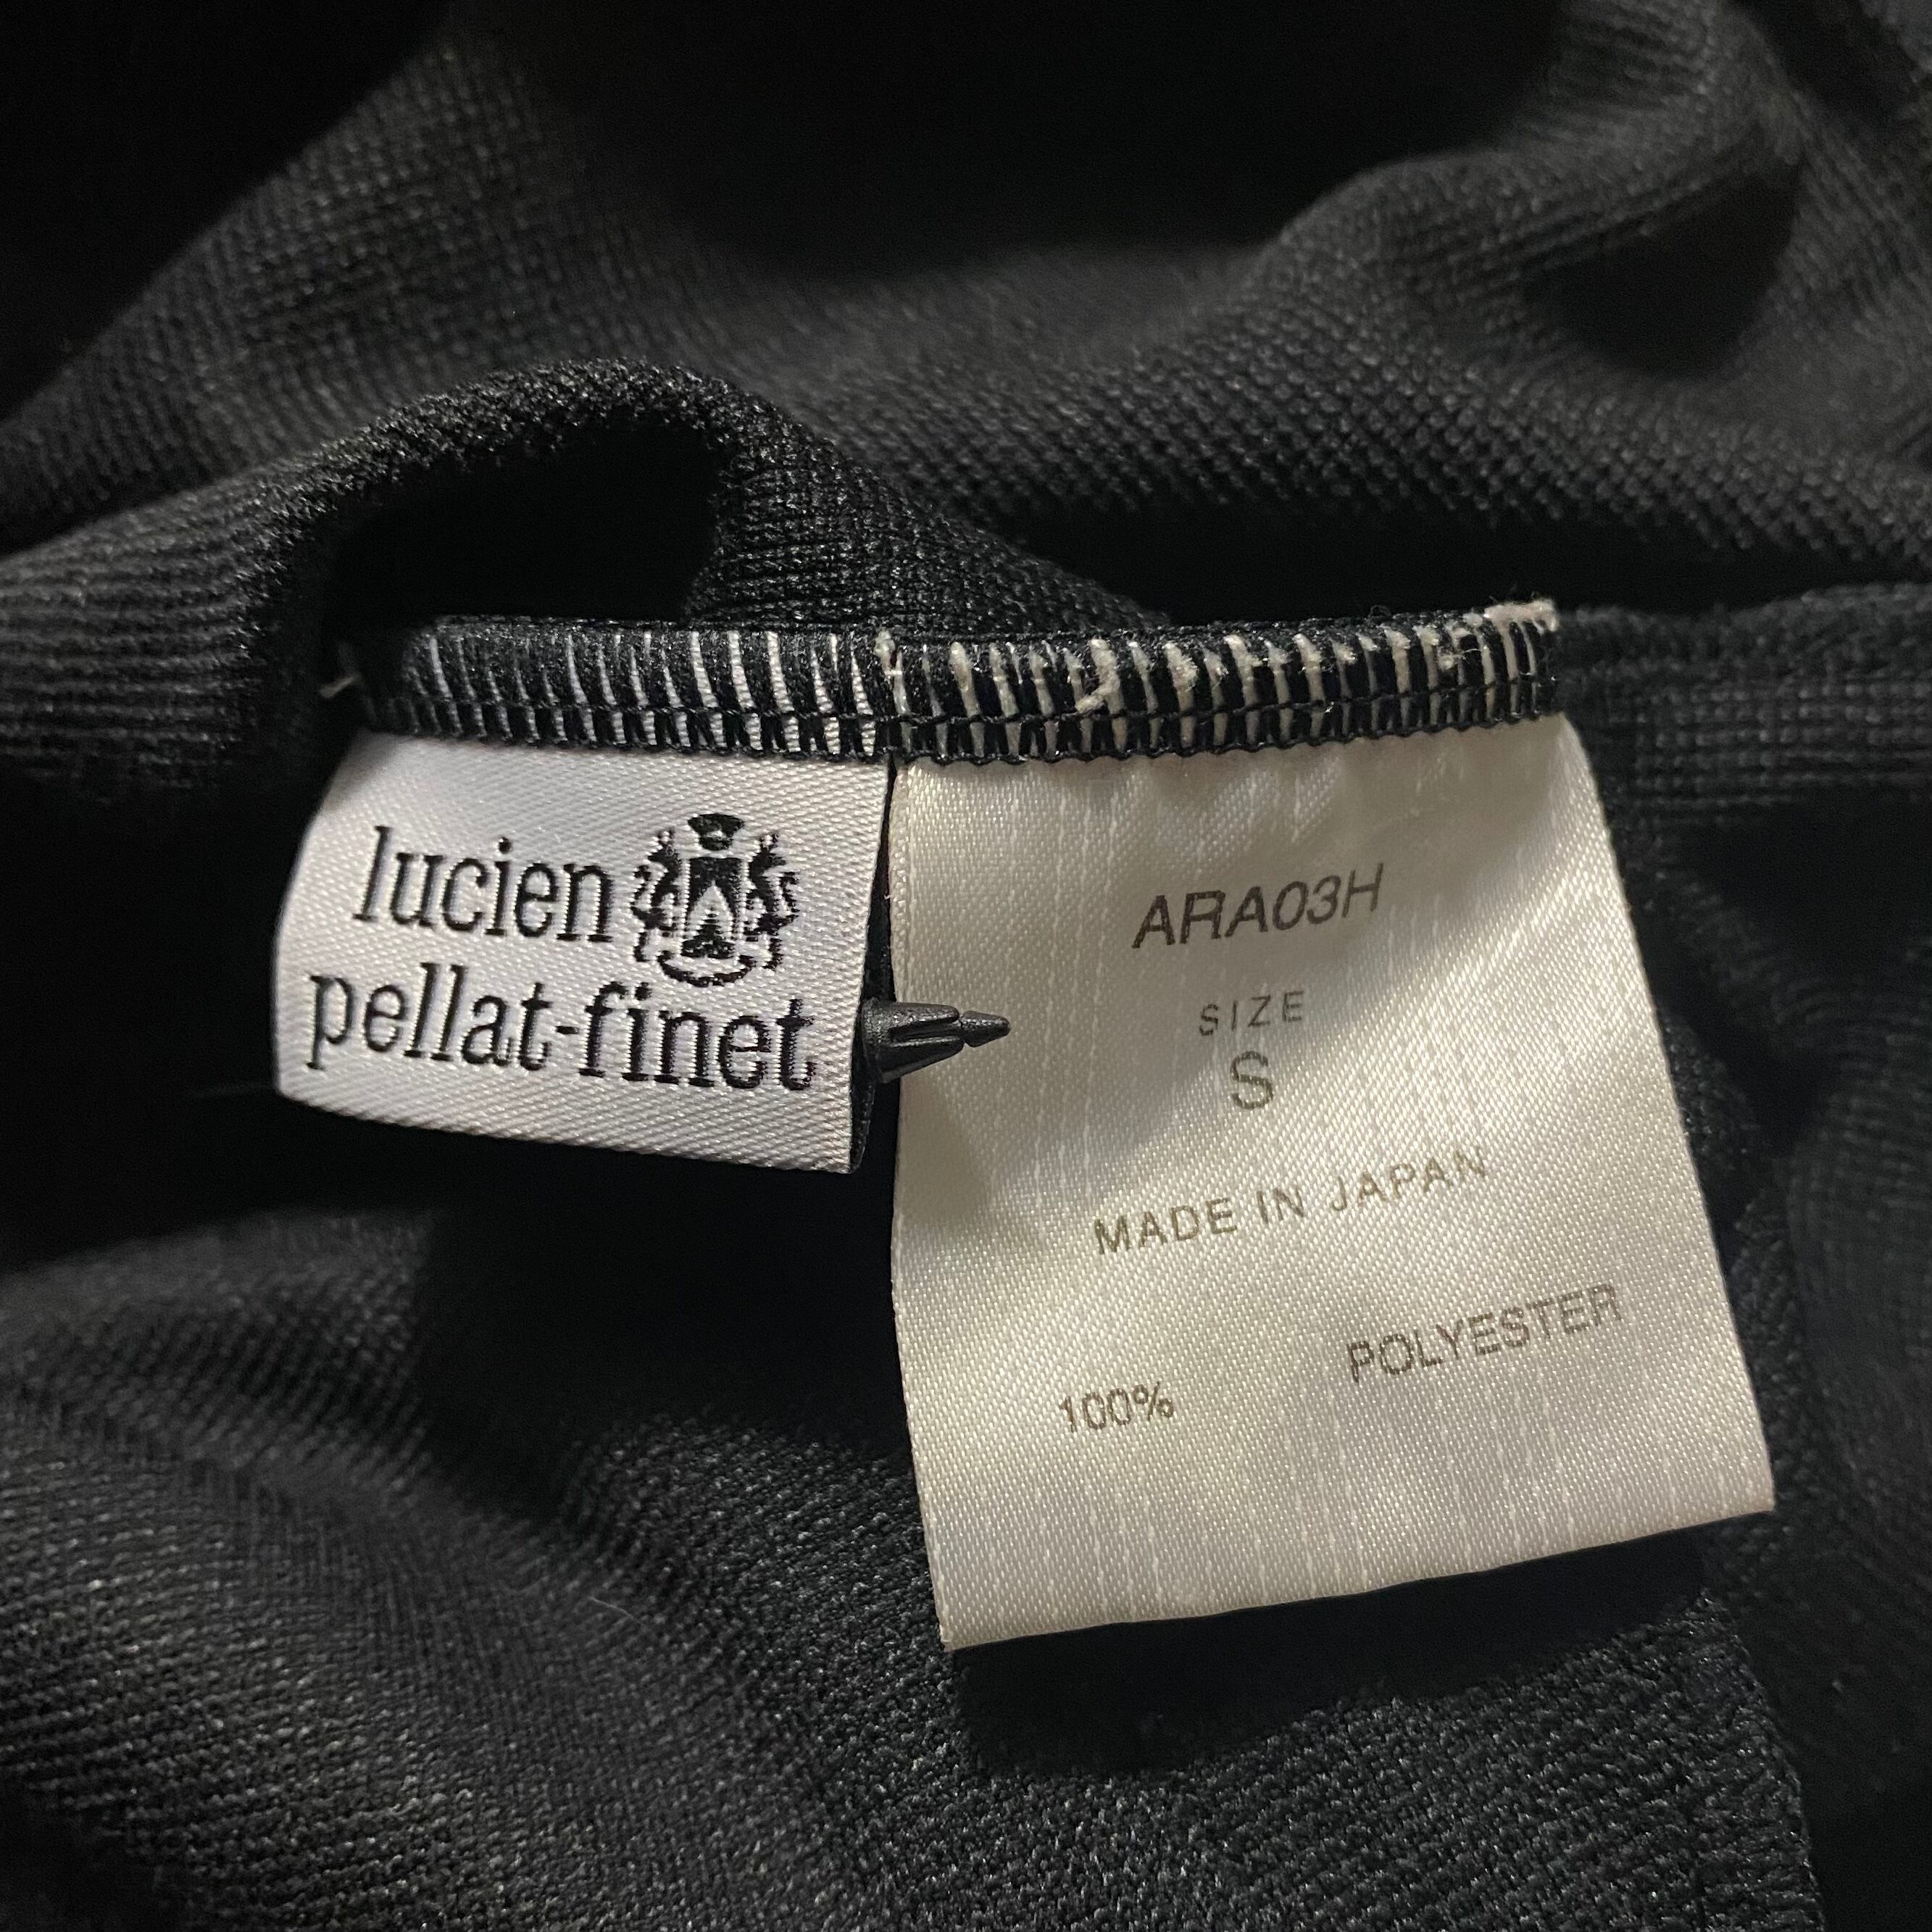 lucien
pellat-finet
ARA03H
SIZE
S
MADE IN JAPAN
100% POLYESTER